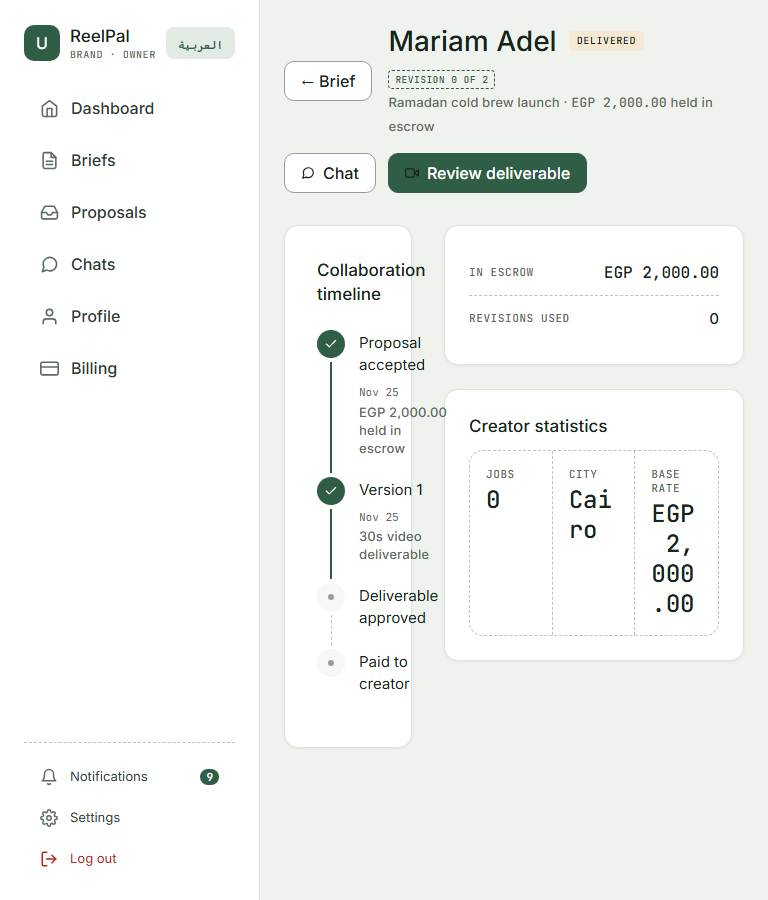 U
ReelPal
BRAND · OWNER
العربية
Dashboard
Briefs
Proposals
Chats
Profile
Billing
Notifications
9
Settings
Log out
← Brief
Mariam Adel
DELIVERED
REVISION 0 OF 2
Ramadan cold brew launch · EGP 2,000.00 held in
escrow
Chat
Review deliverable
Collaboration
timeline
Proposal
accepted
Nov 25
EGP 2,000.00
held in
escrow
Version 1
Nov 25
30s video
deliverable
Deliverable
approved
Paid to
creator
IN ESCROW
EGP 2,000.00
REVISIONS USED
0
Creator statistics
JOBS
0
CITY
Cai
ro
BASE
RATE
EGP
2,
000
.00